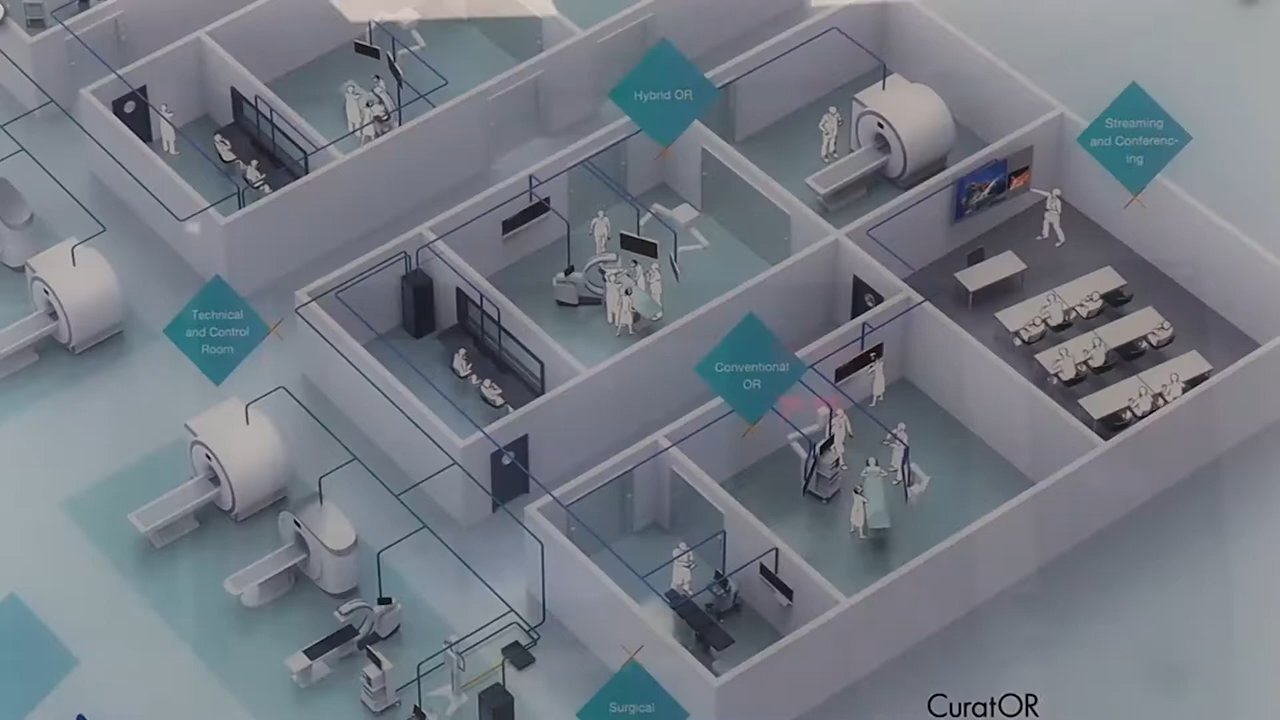 Hybrid OR
Streaming
and Conferenc-
ing
Technical
and Control
Room
Conventional
OR
Surgical
CuratOR